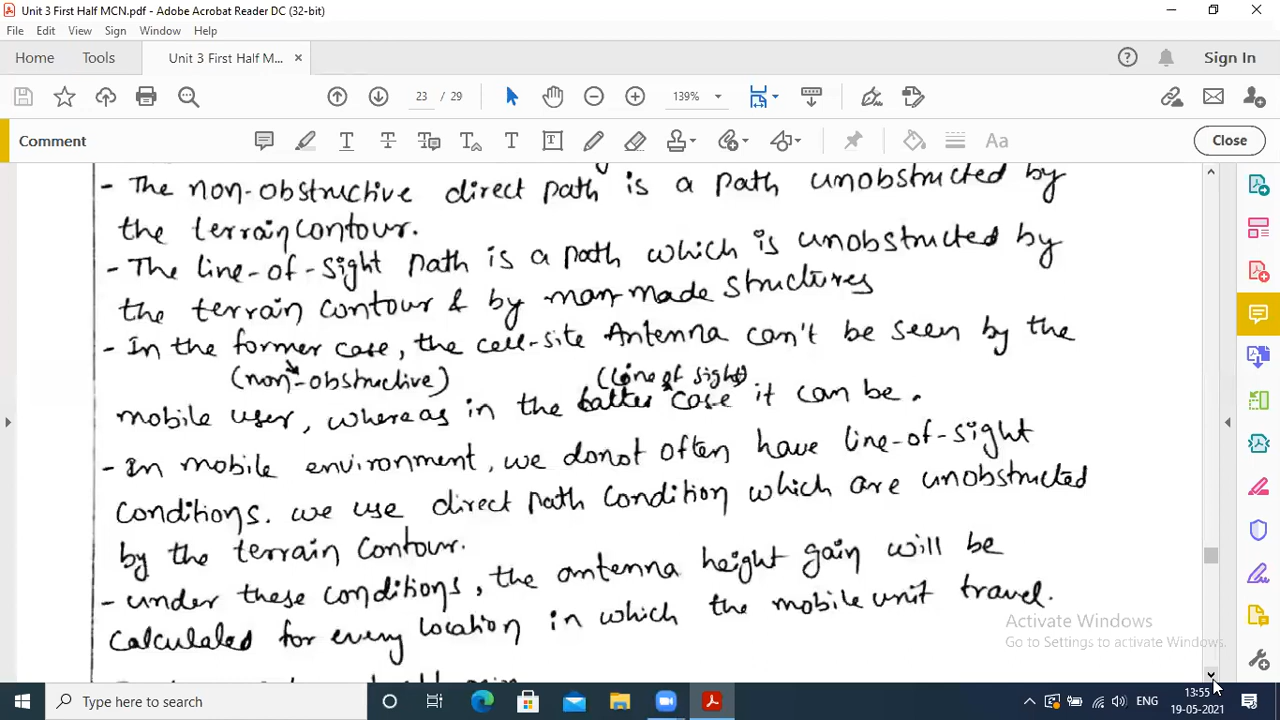 Unit 3 First Half MCN.pdf - Adobe Acrobat Reader DC (32-bit)
File Edit View Sign Window Help
Home Tools Unit 3 First Half M... × Sign In
23 / 29 139%
Comment Close
- The non-obstructive direct path is a path unobstructed by
the terrain contour.
- The line-of-sight path is a path which is unobstructed by
the terrain contour & by man made structures
- In the former case, the cell-site Antenna can't be seen by the
(non-obstructive) (Line of sight)
mobile user, whereas in the latter case it can be.
- In mobile environment, we donot often have line-of-sight
Conditions. we use direct path Condition which are unobstructed
by the terrain Contour.
- under these conditions, the antenna height gain will be
Calculated for every location in which the mobile unit travel.
Activate Windows
Go to Settings to activate Windows.
Type here to search
ENG
13:55
19-05-2021